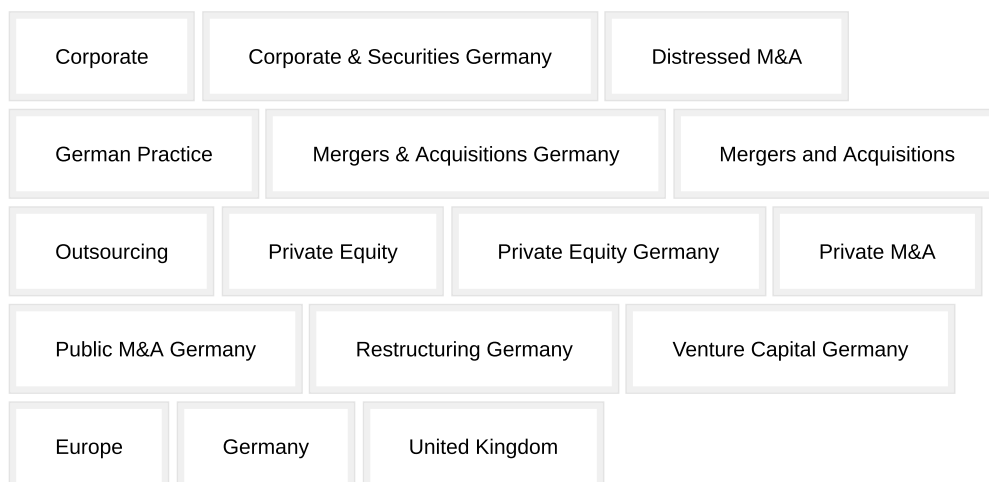 Corporate Corporate & Securities Germany Distressed M&A
German Practice Mergers & Acquisitions Germany Mergers and Acquisitions
Outsourcing Private Equity Private Equity Germany Private M&A
Public M&A Germany Restructuring Germany Venture Capital Germany
Europe Germany United Kingdom